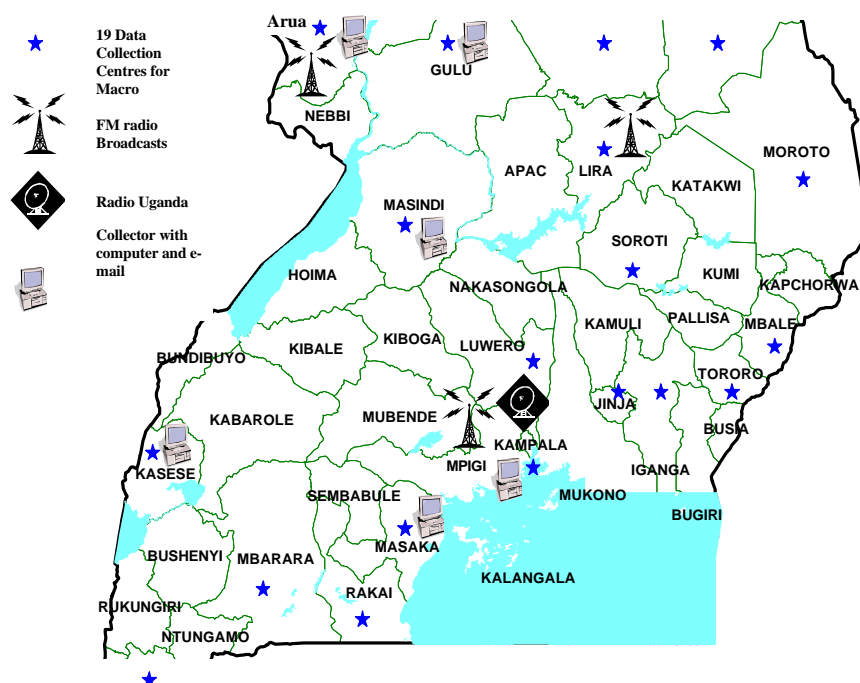 Arua
19 Data
Collection
Centres for
Macro
FM radio
Broadcasts
Radio Uganda
Collector with
computer and e-
mail
GULU
NEBBI
APAC
LIRA
MOROTO
KATAKWI
MASINDI
SOROTI
HOIMA
KUMI
KAPCHORWA
NAKASONGOLA
KAMULI
PALLISA
MBALE
BUNDIBUYO
KIBALE
KIBOGA
LUWERO
TORORO
KABAROLE
MUBENDE
JINJA
BUSIA
KAMPALA
MPIGI
IGANGA
KASESE
SEMBABULE
MUKONO
BUGIRI
MASAKA
BUSHENYI
MBARARA
KALANGALA
RAKAI
RUKUNGIRI
NTUNGAMO